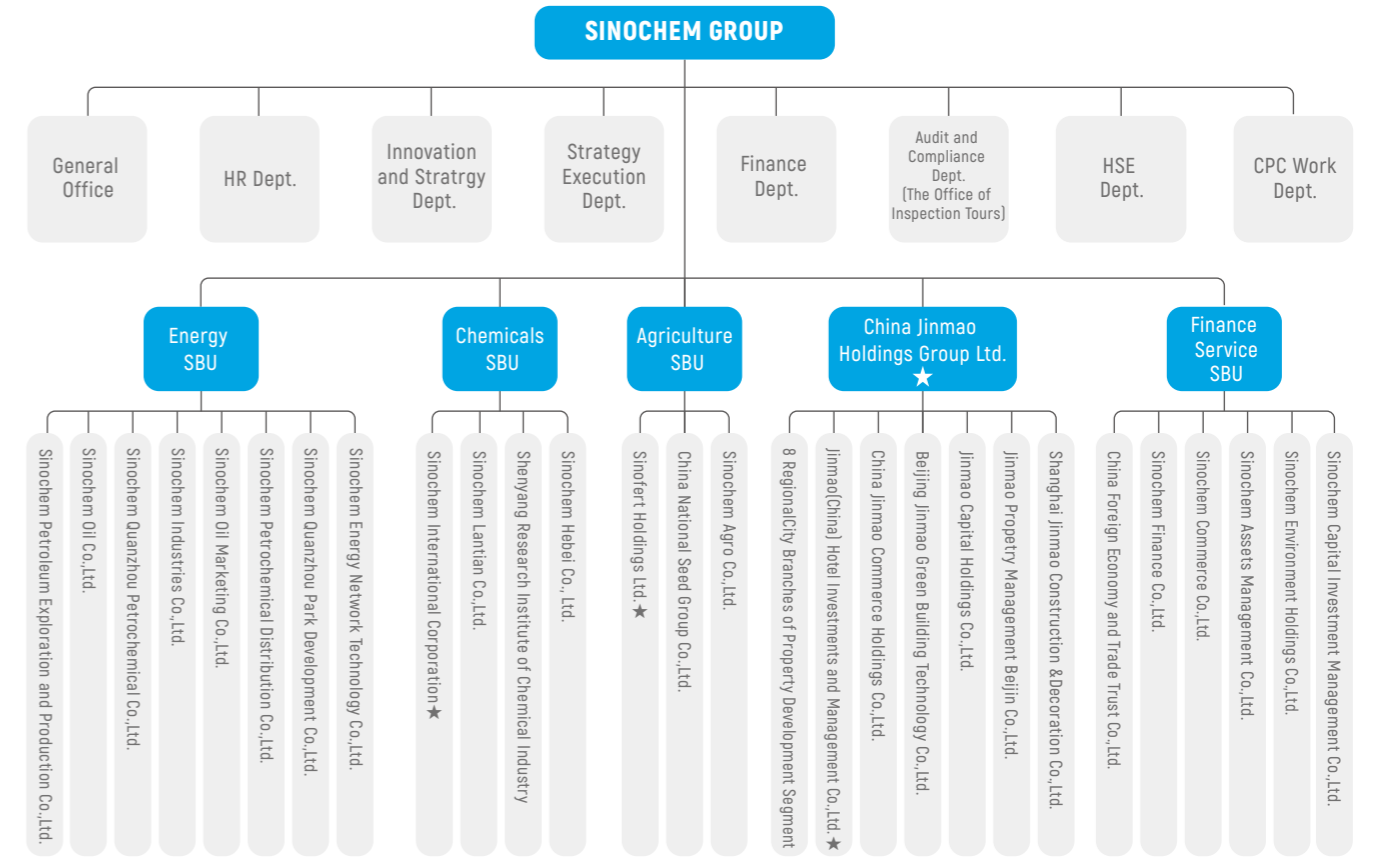 SINOCHEM GROUP
General
Office
HR Dept.
Innovation
and Stratrgy
Dept.
Strategy
Execution
Dept.
Finance
Dept.
Audit and
Compliance
Dept.
(The Office of
Inspection Tours)
HSE
Dept.
CPC Work
Dept.
Energy
SBU
Chemicals
SBU
Agriculture
SBU
China Jinmao
Holdings Group Ltd.
★
Finance
Service
SBU
Sinochem Petroleum Exploration and Production Co.,Ltd.
Sinochem Oil Co.,Ltd.
Sinochem Quanzhou Petrochemical Co.,Ltd.
Sinochem Industries Co.,Ltd.
Sinochem Oil Marketing Co.,Ltd.
Sinochem Petrochemical Distribution Co.,Ltd.
Sinochem Quanzhou Park Development Co.,Ltd.
Sinochem Energy Network Technology Co.,Ltd.
Sinochem International Corporation★
Sinochem Lantian Co.,Ltd.
Shenyang Research Institute of Chemical Industry
Sinochem Hebei Co., Ltd.
Sinofert Holdings Ltd.★
China National Seed Group Co.,Ltd.
Sinochem Agro Co.,Ltd.
8 RegionalCity Branches of Property Development Segment
Jinmao(China) Hotel Investments and Management Co.,Ltd.★
China Jinmao Commerce Holdings Co.,Ltd.
Beijing Jinmao Green Building Technology Co.,Ltd.
Jinmao Capital Holdings Co.,Ltd.
Jinmao Propetry Management Beijin Co.,Ltd.
Shanghai Jinmao Construction &Decoration Co.,Ltd.
China Foreign Economy and Trade Trust Co.,Ltd.
Sinochem Finance Co.,Ltd.
Sinochem Commerce Co.,Ltd.
Sinochem Assets Management Co.,Ltd.
Sinochem Environment Holdings Co.,Ltd.
Sinochem Capital Investment Management Co.,Ltd.